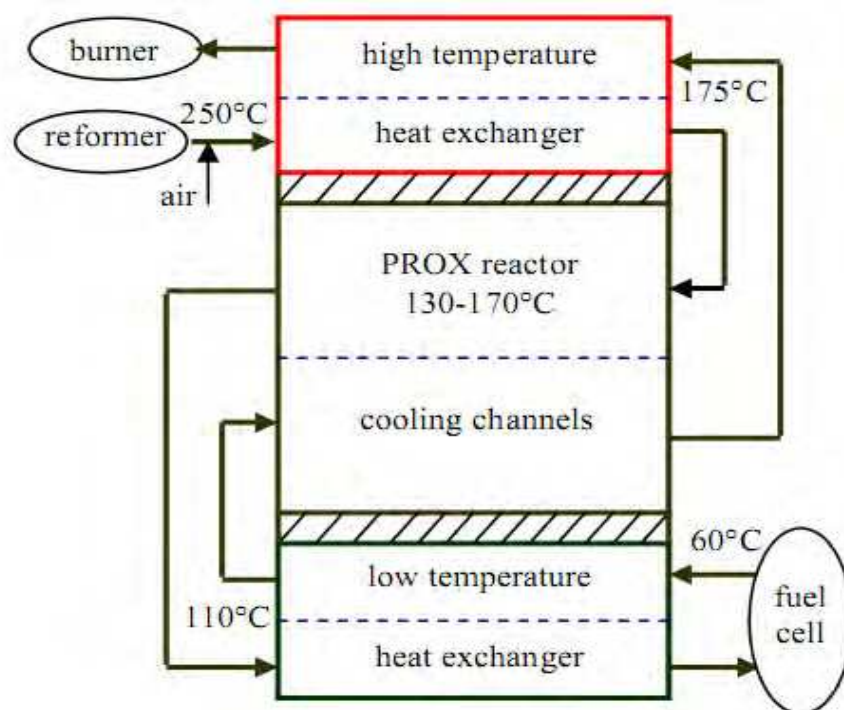 burner
high temperature
175°C
250°C
reformer
heat exchanger
air
PROX reactor
130-170°C
cooling channels
60°C
low temperature
fuel
cell
110°C
heat exchanger